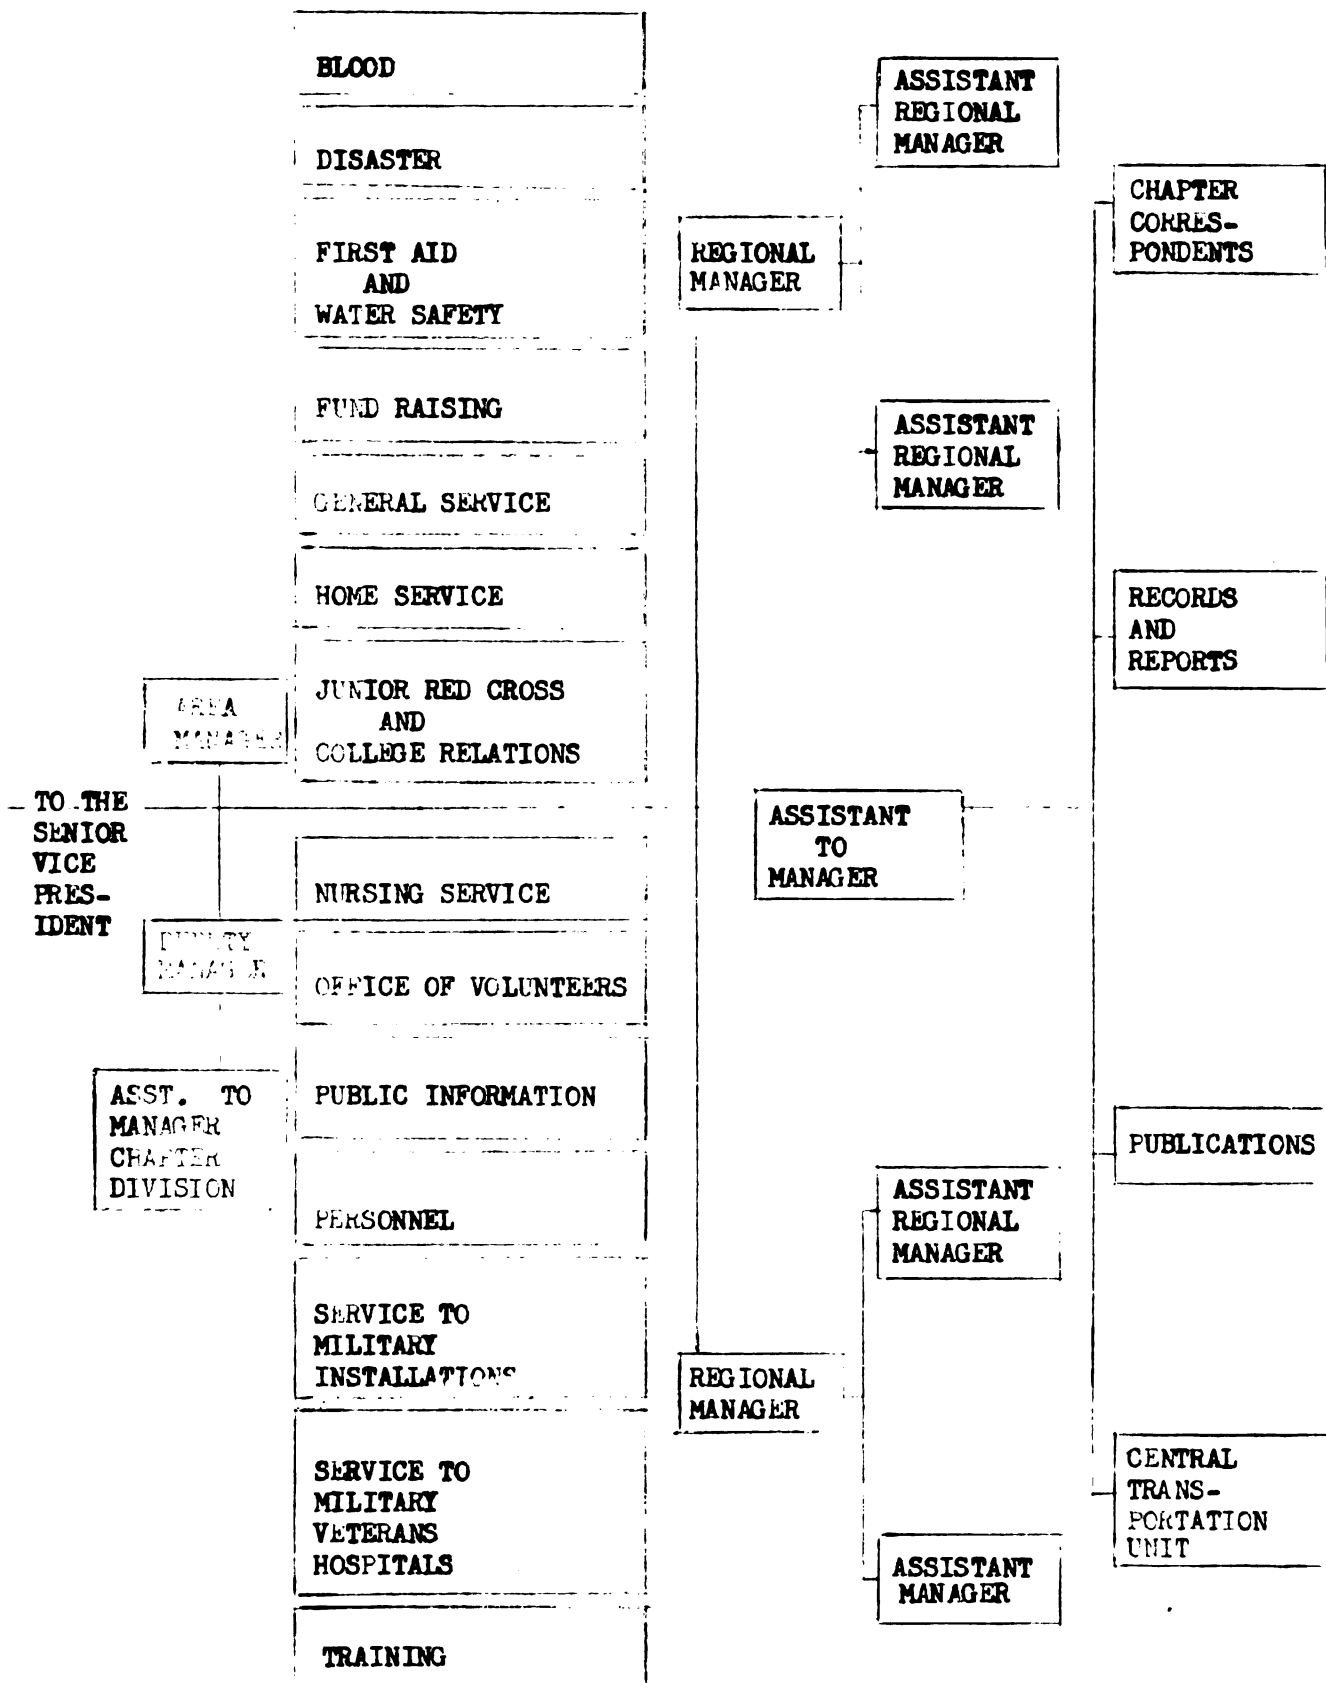 TO THE
SENIOR
VICE
PRES-
IDENT
AREA
MANAGER
DEPUTY
MANAGER
ASST. TO
MANAGER
CHAPTER
DIVISION
BLOOD
DISASTER
FIRST AID
AND
WATER SAFETY
FUND RAISING
GENERAL SERVICE
HOME SERVICE
JUNIOR RED CROSS
AND
COLLEGE RELATIONS
NURSING SERVICE
OFFICE OF VOLUNTEERS
PUBLIC INFORMATION
PERSONNEL
SERVICE TO
MILITARY
INSTALLATIONS
SERVICE TO
MILITARY
VETERANS
HOSPITALS
TRAINING
REGIONAL
MANAGER
ASSISTANT
REGIONAL
MANAGER
ASSISTANT
REGIONAL
MANAGER
ASSISTANT
TO
MANAGER
REGIONAL
MANAGER
ASSISTANT
REGIONAL
MANAGER
ASSISTANT
MANAGER
CHAPTER
CORRES-
PONDENTS
RECORDS
AND
REPORTS
PUBLICATIONS
CENTRAL
TRANS-
PORTATION
UNIT